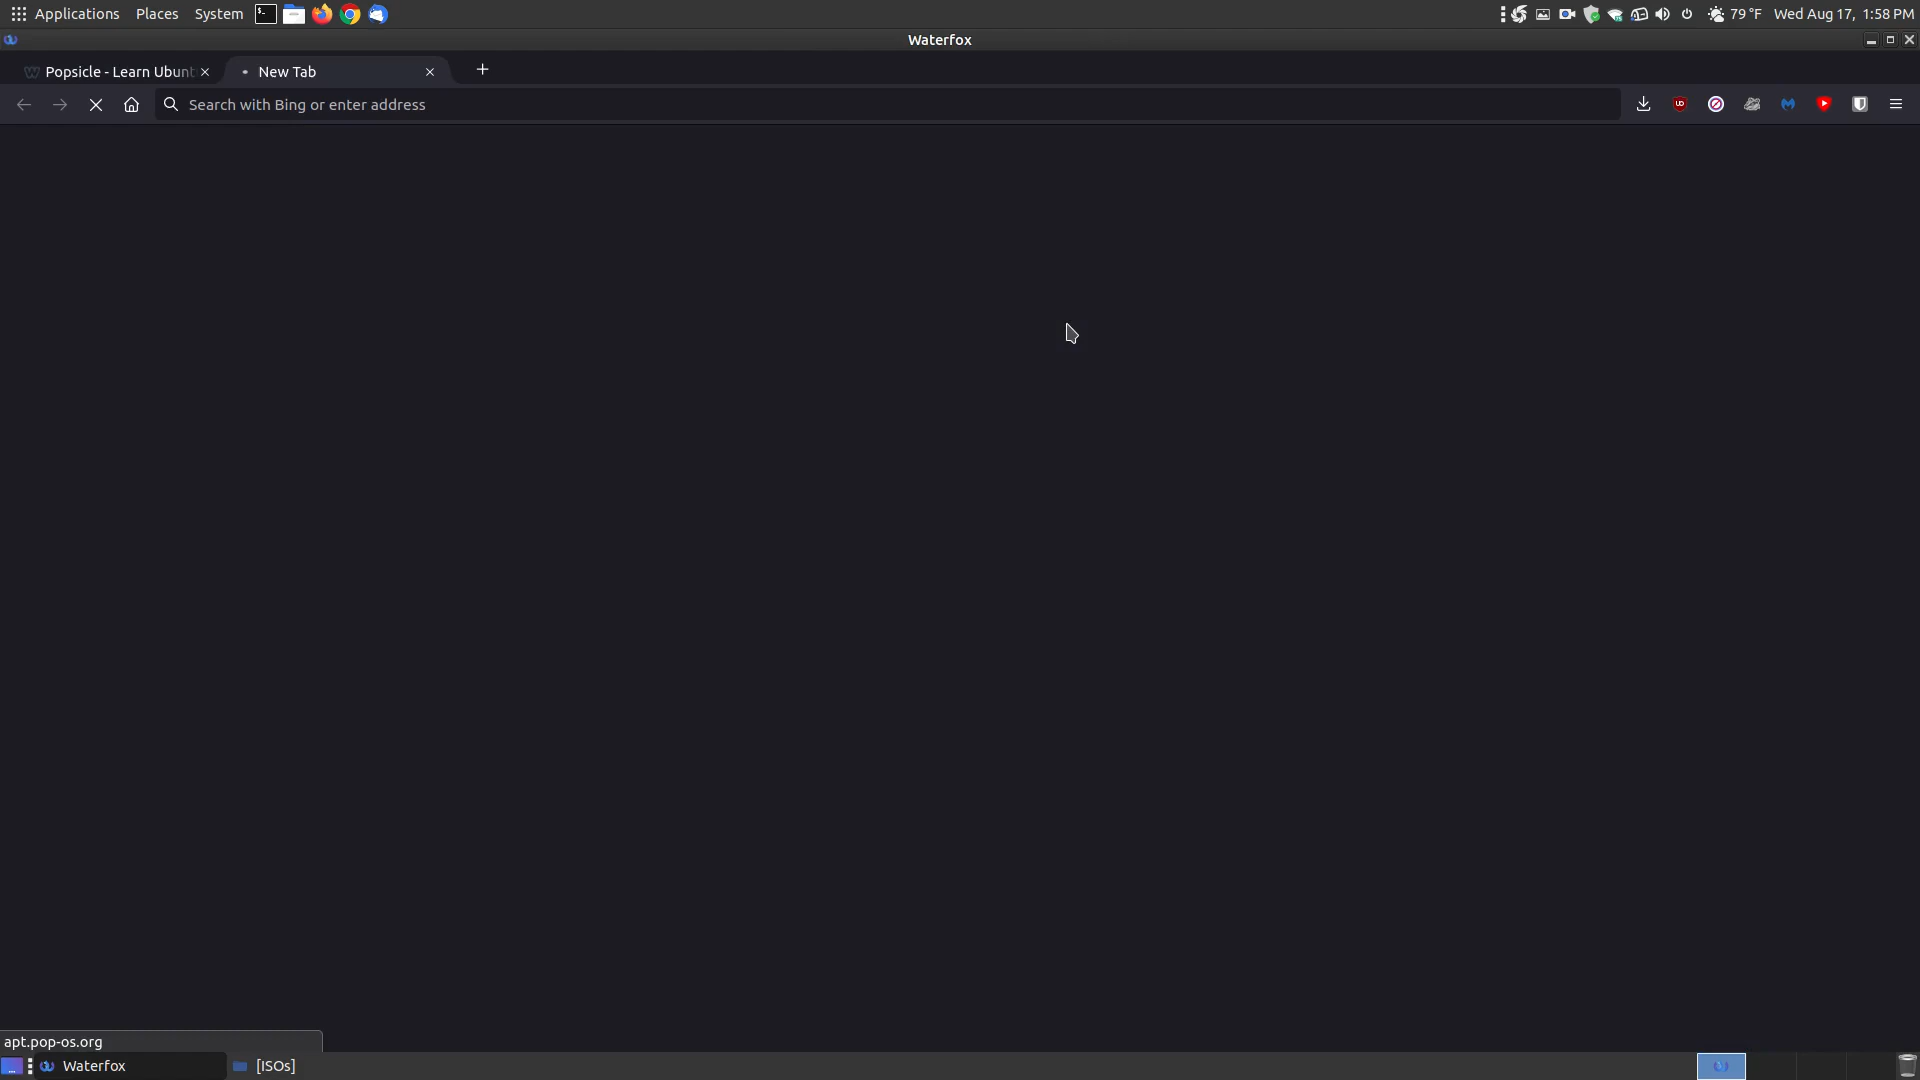 Applications Places System 79 °F Wed Aug 17, 1:58 PM
Waterfox
Popsicle - Learn Ubunt
New Tab
Search with Bing or enter address
apt.pop-os.org
Waterfox
[ISOs]